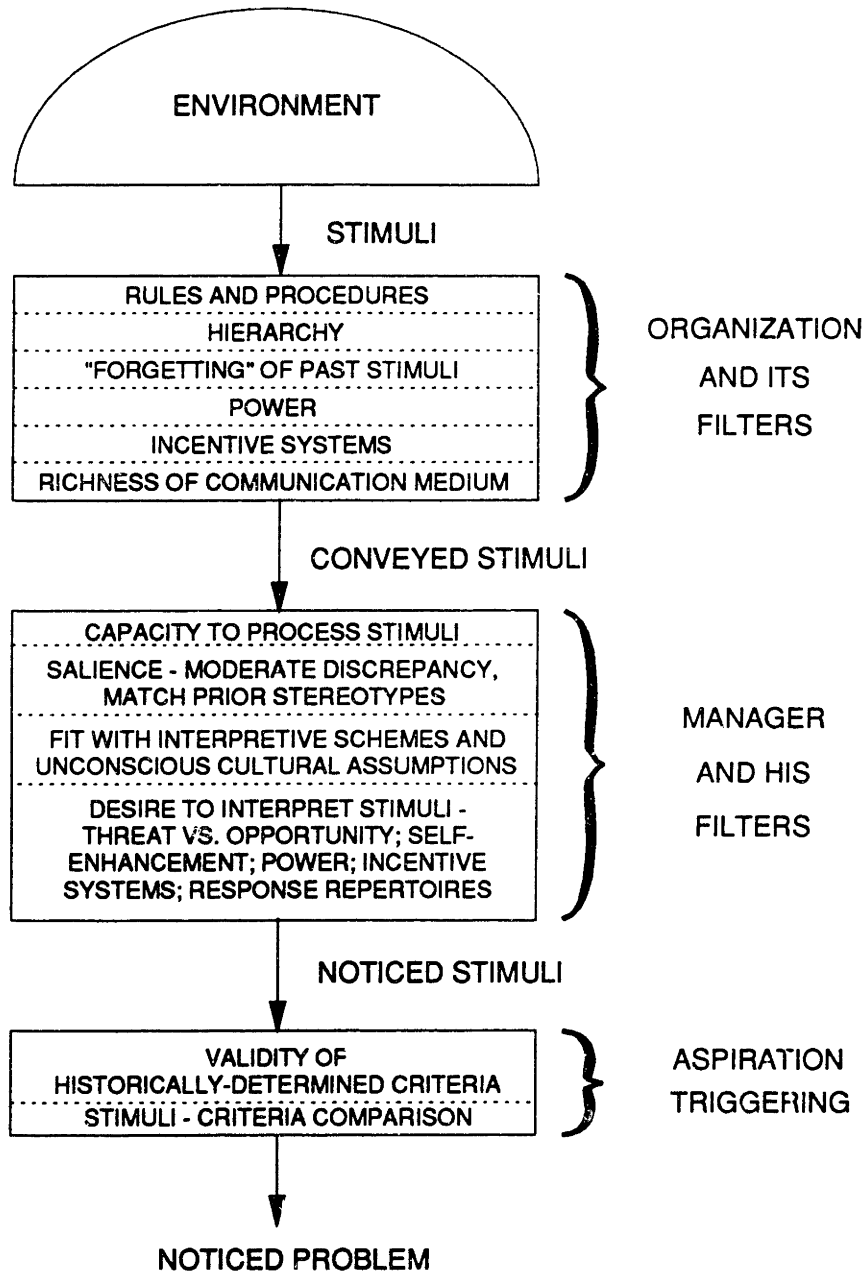 ENVIRONMENT
STIMULI
RULES AND PROCEDURES
HIERARCHY
"FORGETTING" OF PAST STIMULI
POWER
INCENTIVE SYSTEMS
RICHNESS OF COMMUNICATION MEDIUM
ORGANIZATION
AND ITS
FILTERS
CONVEYED STIMULI
CAPACITY TO PROCESS STIMULI
SALIENCE - MODERATE DISCREPANCY,
MATCH PRIOR STEREOTYPES
FIT WITH INTERPRETIVE SCHEMES AND
UNCONSCIOUS CULTURAL ASSUMPTIONS
DESIRE TO INTERPRET STIMULI -
THREAT VS. OPPORTUNITY; SELF-
ENHANCEMENT; POWER; INCENTIVE
SYSTEMS; RESPONSE REPERTOIRES
MANAGER
AND HIS
FILTERS
NOTICED STIMULI
VALIDITY OF
HISTORICALLY-DETERMINED CRITERIA
STIMULI - CRITERIA COMPARISON
ASPIRATION
TRIGGERING
NOTICED PROBLEM